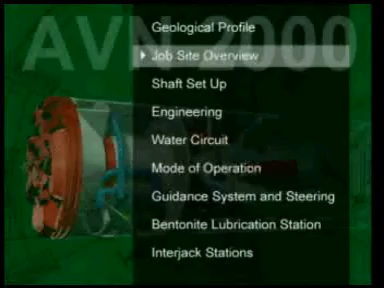 AVN 2000
Geological Profile
Job Site Overview
Shaft Set Up
Engineering
Water Circuit
Mode of Operation
Guidance System and Steering
Bentonite Lubrication Station
Interjack Stations